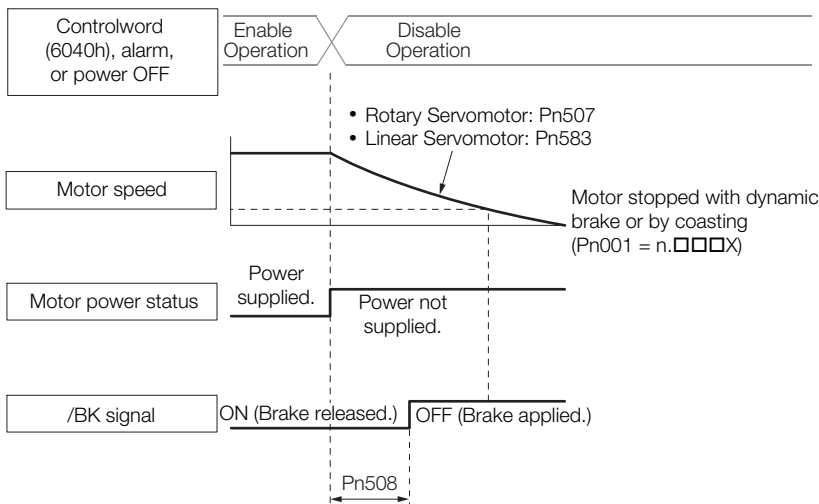 Controlword
(6040h), alarm,
or power OFF
Enable
Operation
Disable
Operation
• Rotary Servomotor: Pn507
• Linear Servomotor: Pn583
Motor speed
Motor stopped with dynamic
brake or by coasting
(Pn001 = n.□□□X)
Motor power status
Power
supplied.
Power not
supplied.
/BK signal
ON (Brake released.)
OFF (Brake applied.)
Pn508